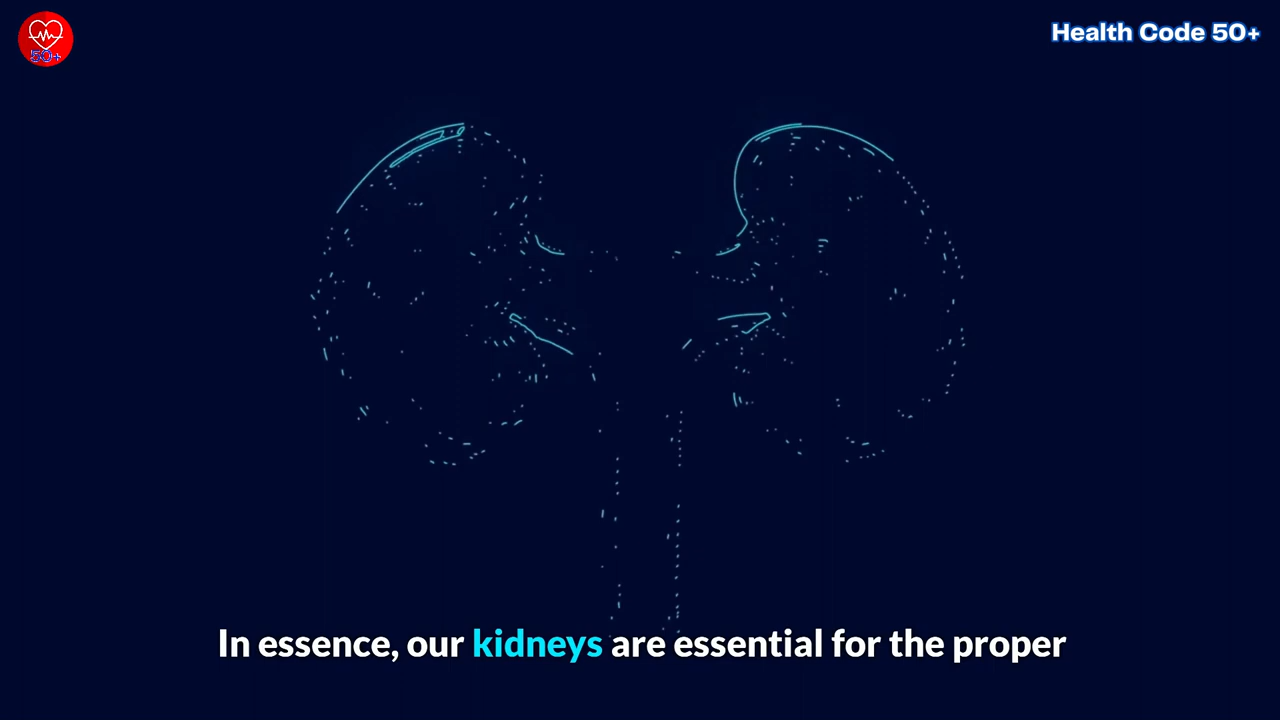 50+
Health Code 50+
In essence, our kidneys are essential for the proper